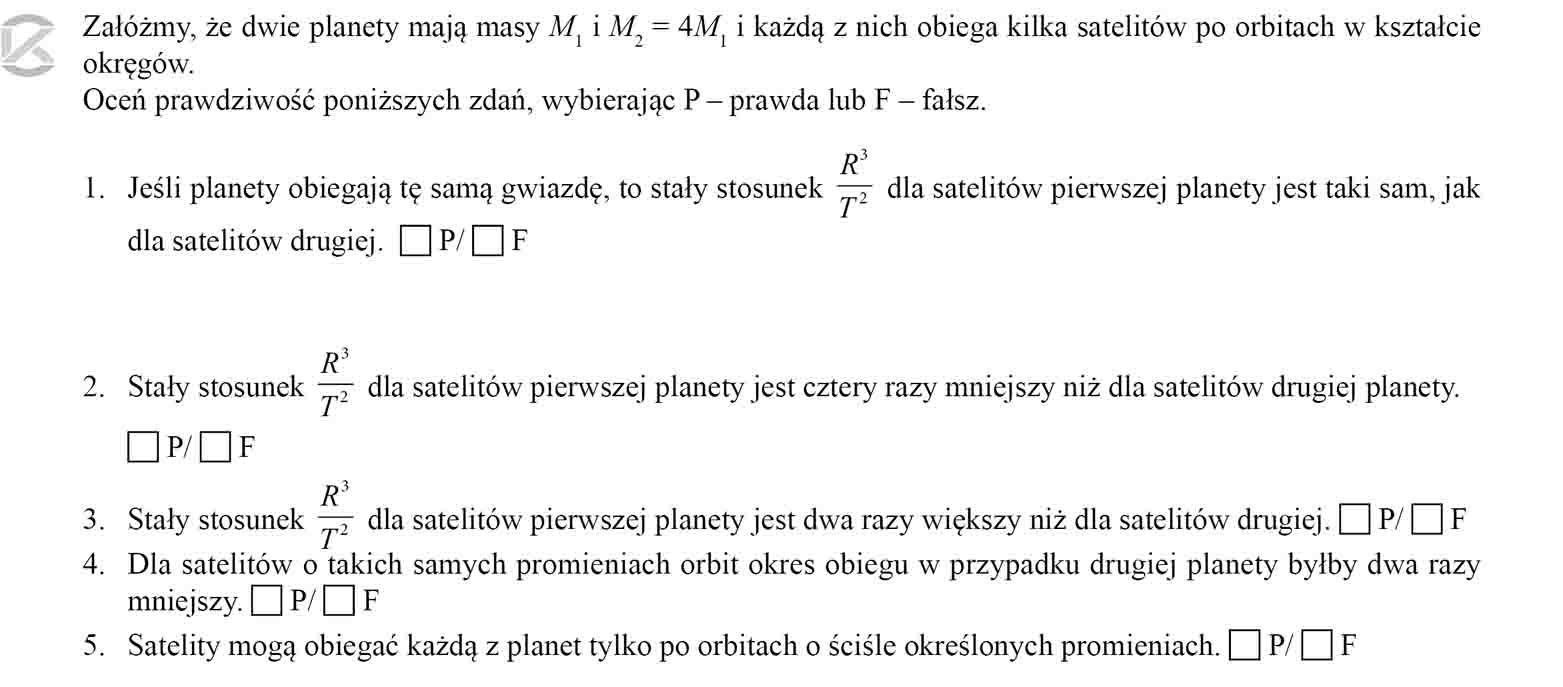 Załóżmy, że dwie planety mają masy M₁ i M₂ = 4M₁ i każdą z nich obiega kilka satelitów po orbitach w kształcie
okręgów.
Oceń prawdziwość poniższych zdań, wybierając P – prawda lub F – fałsz.
1. Jeśli planety obiegają tę samą gwiazdę, to stały stosunek R³/T² dla satelitów pierwszej planety jest taki sam, jak
dla satelitów drugiej. □ P/ □ F
2. Stały stosunek R³/T² dla satelitów pierwszej planety jest cztery razy mniejszy niż dla satelitów drugiej planety.
□ P/ □ F
3. Stały stosunek R³/T² dla satelitów pierwszej planety jest dwa razy większy niż dla satelitów drugiej. □ P/ □ F
4. Dla satelitów o takich samych promieniach orbit okres obiegu w przypadku drugiej planety byłby dwa razy
mniejszy. □ P/ □ F
5. Satelity mogą obiegać każdą z planet tylko po orbitach o ściśle określonych promieniach. □ P/ □ F